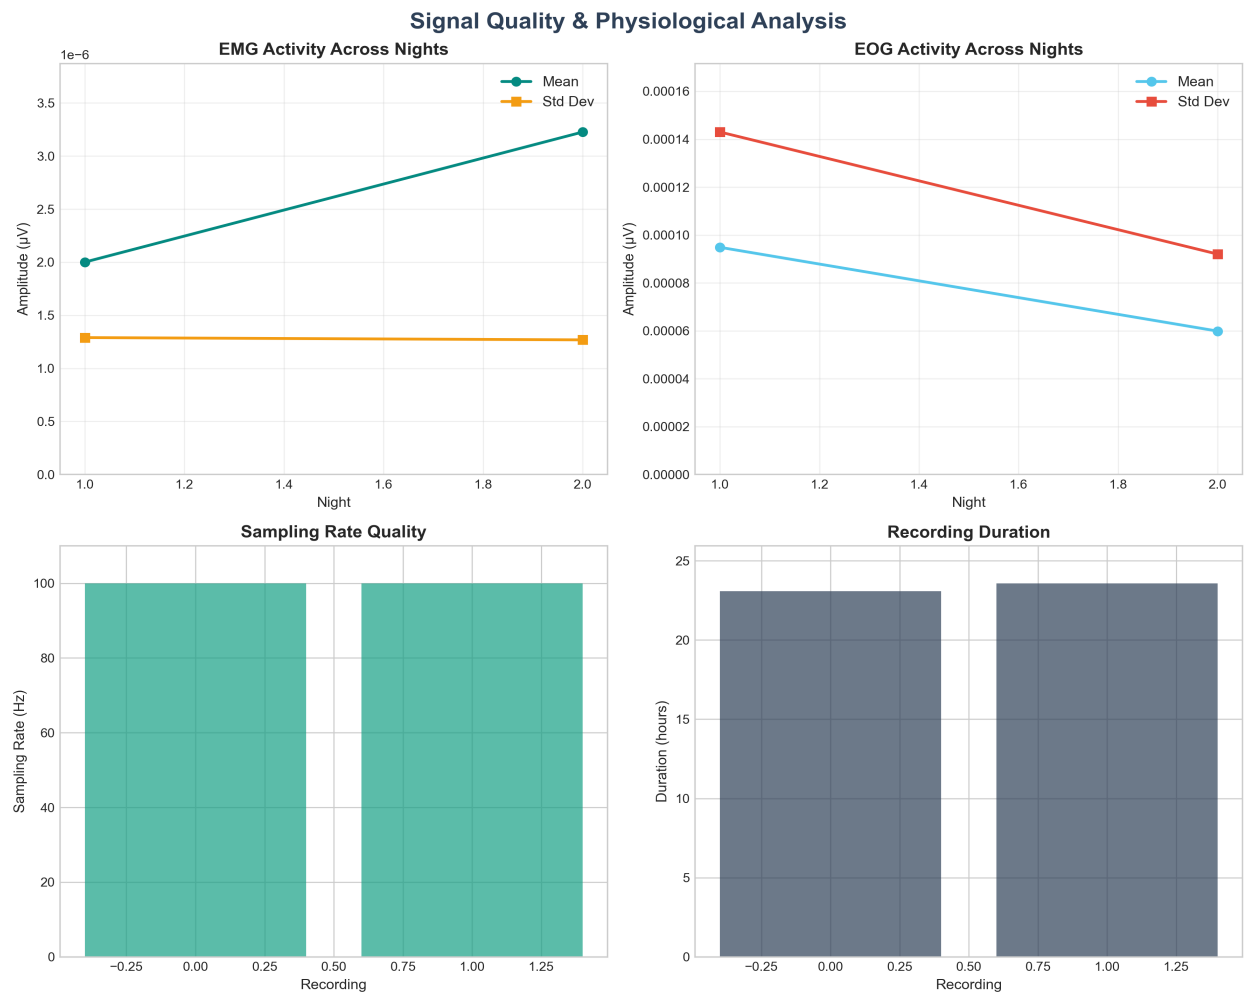 Signal Quality & Physiological Analysis
EMG Activity Across Nights
1e−6
Mean
Std Dev
3.5
3.0
2.5
2.0
1.5
1.0
0.5
0.0
Amplitude (μV)
1.0 1.2 1.4 1.6 1.8 2.0
Night
EOG Activity Across Nights
Mean
Std Dev
0.00016
0.00014
0.00012
0.00010
0.00008
0.00006
0.00004
0.00002
0.00000
Amplitude (μV)
1.0 1.2 1.4 1.6 1.8 2.0
Night
Sampling Rate Quality
100
80
60
40
20
0
Sampling Rate (Hz)
−0.25 0.00 0.25 0.50 0.75 1.00 1.25
Recording
Recording Duration
25
20
15
10
5
0
Duration (hours)
−0.25 0.00 0.25 0.50 0.75 1.00 1.25
Recording